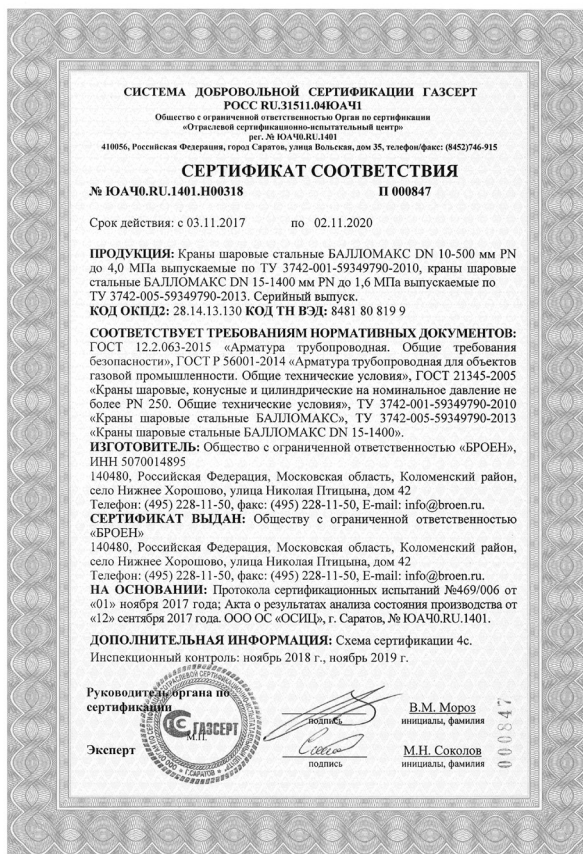 СИСТЕМА ДОБРОВОЛЬНОЙ СЕРТИФИКАЦИИ ГАЗСЕРТ
РОСС RU.31511.04ЮАЧ1
Общество с ограниченной ответственностью Орган по сертификации
«Отраслевой сертификационно-испытательный центр»
рег. № ЮАЧ0.RU.1401
410056, Российская Федерация, город Саратов, улица Вольская, дом 35, телефон/факс: (8452)746-915
СЕРТИФИКАТ СООТВЕТСТВИЯ
№ ЮАЧ0.RU.1401.Н00318 П 000847
Срок действия: с 03.11.2017 по 02.11.2020
ПРОДУКЦИЯ: Краны шаровые стальные БАЛЛОМАКС DN 10-500 мм PN
до 4,0 МПа выпускаемые по ТУ 3742-001-59349790-2010, краны шаровые
стальные БАЛЛОМАКС DN 15-1400 мм PN до 1,6 МПа выпускаемые по
ТУ 3742-005-59349790-2013. Серийный выпуск.
КОД ОКПД2: 28.14.13.130 КОД ТН ВЭД: 8481 80 819 9
СООТВЕТСТВУЕТ ТРЕБОВАНИЯМ НОРМАТИВНЫХ ДОКУМЕНТОВ:
ГОСТ 12.2.063-2015 «Арматура трубопроводная. Общие требования
безопасности», ГОСТ Р 56001-2014 «Арматура трубопроводная для объектов
газовой промышленности. Общие технические условия», ГОСТ 21345-2005
«Краны шаровые, конусные и цилиндрические на номинальное давление не
более PN 250. Общие технические условия», ТУ 3742-001-59349790-2010
«Краны шаровые стальные БАЛЛОМАКС», ТУ 3742-005-59349790-2013
«Краны шаровые стальные БАЛЛОМАКС DN 15-1400».
ИЗГОТОВИТЕЛЬ: Общество с ограниченной ответственностью «БРОЕН»,
ИНН 5070014895
140480, Российская Федерация, Московская область, Коломенский район,
село Нижнее Хорошово, улица Николая Птицына, дом 42
Телефон: (495) 228-11-50, факс: (495) 228-11-50, E-mail: info@broen.ru.
СЕРТИФИКАТ ВЫДАН: Обществу с ограниченной ответственностью
«БРОЕН»
140480, Российская Федерация, Московская область, Коломенский район,
село Нижнее Хорошово, улица Николая Птицына, дом 42
Телефон: (495) 228-11-50, факс: (495) 228-11-50, E-mail: info@broen.ru.
НА ОСНОВАНИИ: Протокола сертификационных испытаний №469/006 от
«01» ноября 2017 года; Акта о результатах анализа состояния производства от
«12» сентября 2017 года. ООО ОС «ОСИЦ», г. Саратов, № ЮАЧ0.RU.1401.
ДОПОЛНИТЕЛЬНАЯ ИНФОРМАЦИЯ: Схема сертификации 4с.
Инспекционный контроль: ноябрь 2018 г., ноябрь 2019 г.
Руководитель органа по
сертификации
В.М. Мороз
подпись инициалы, фамилия
ГАЗСЕРТ
М.П.
Г.САРАТОВ
Эксперт М.Н. Соколов
подпись инициалы, фамилия
000847